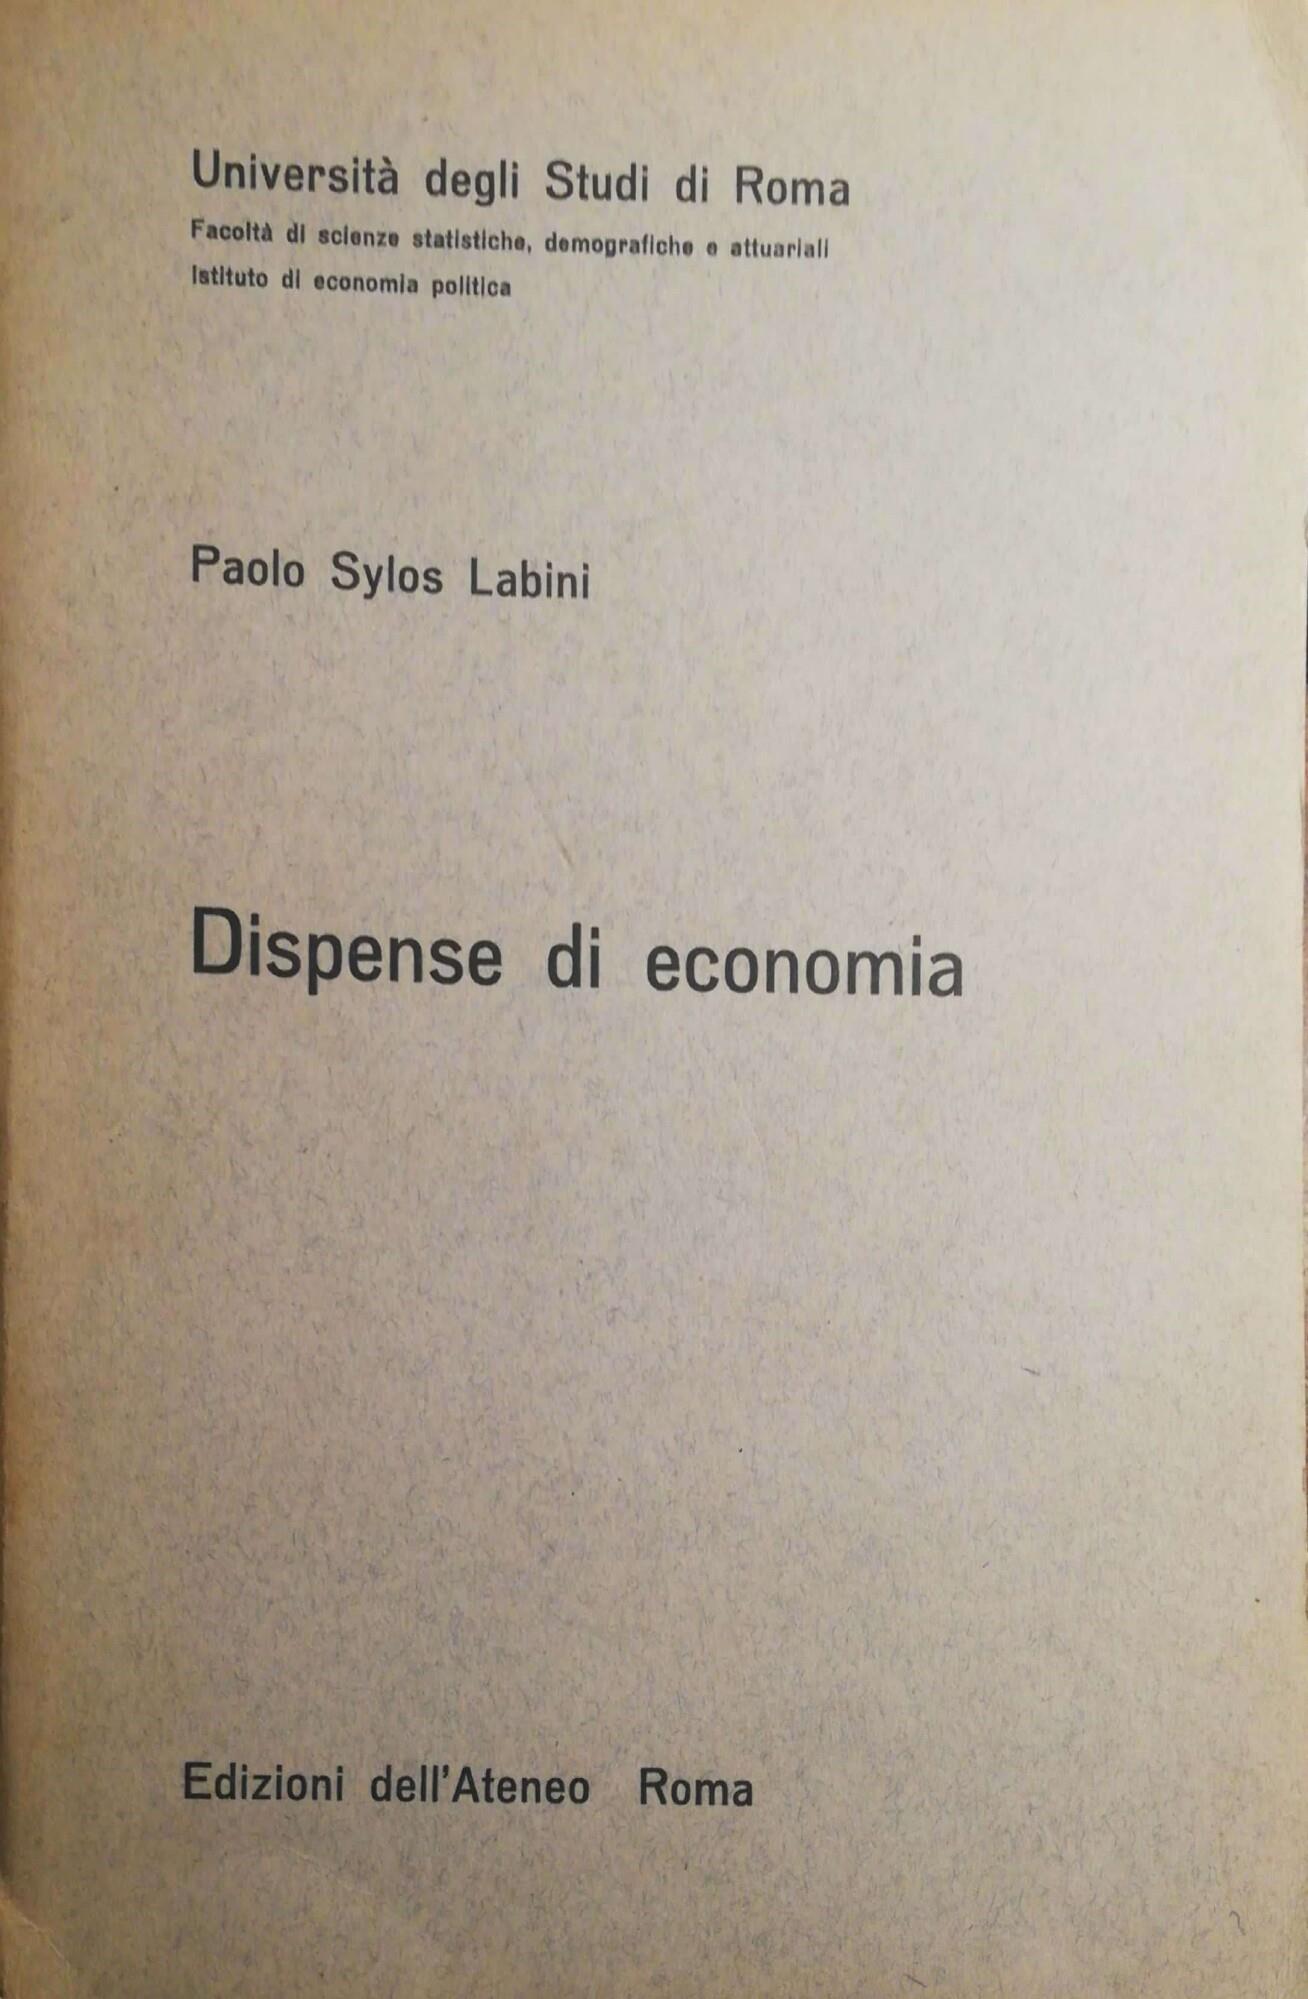 Università degli Studi di Roma
Facoltà di scienze statistiche, demografiche e attuariali
Istituto di economia politica
Paolo Sylos Labini
Dispense di economia
Edizioni dell'Ateneo Roma